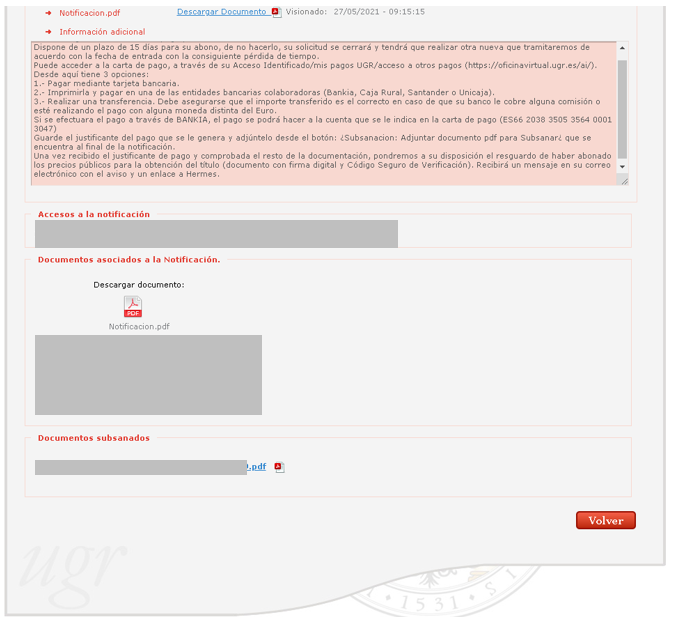 Notificacion.pdf Descargar Documento Visionado: 27/05/2021 - 09:15:15
Información adicional
Dispone de un plazo de 15 días para su abono, de no hacerlo, su solicitud se cerrará y tendrá que realizar otra nueva que tramitaremos de
acuerdo con la fecha de entrada con la consiguiente pérdida de tiempo.
Puede acceder a la carta de pago, a través de su Acceso Identificado/mis pagos UGR/acceso a otros pagos (https://oficinavirtual.ugr.es/ai/).
Desde aquí tiene 3 opciones:
1.- Pagar mediante tarjeta bancaria.
2.- Imprimirla y pagar en una de las entidades bancarias colaboradoras (Bankia, Caja Rural, Santander o Unicaja).
3.- Realizar una transferencia. Debe asegurarse que el importe transferido es el correcto en caso de que su banco le cobre alguna comisión o
esté realizando el pago con alguna moneda distinta del Euro.
Si se efectuara el pago a través de BANKIA, el pago se podrá hacer a la cuenta que se le indica en la carta de pago (ES66 2038 3505 3564 0001
3047)
Guarde el justificante del pago que se le genera y adjúntelo desde el botón: ¿Subsanacion: Adjuntar documento pdf para Subsanar¿ que se
encuentra al final de la notificación.
Una vez recibido el justificante de pago y comprobada el resto de la documentación, pondremos a su disposición el resguardo de haber abonado
los precios públicos para la obtención del título (documento con firma digital y Código Seguro de Verificación). Recibirá un mensaje en su correo
electrónico con el aviso y un enlace a Hermes.
Accesos a la notificación
Documentos asociados a la Notificación.
Descargar documento:
PDF
Notificacion.pdf
Documentos subsanados
.pdf
Volver
ugr
1531